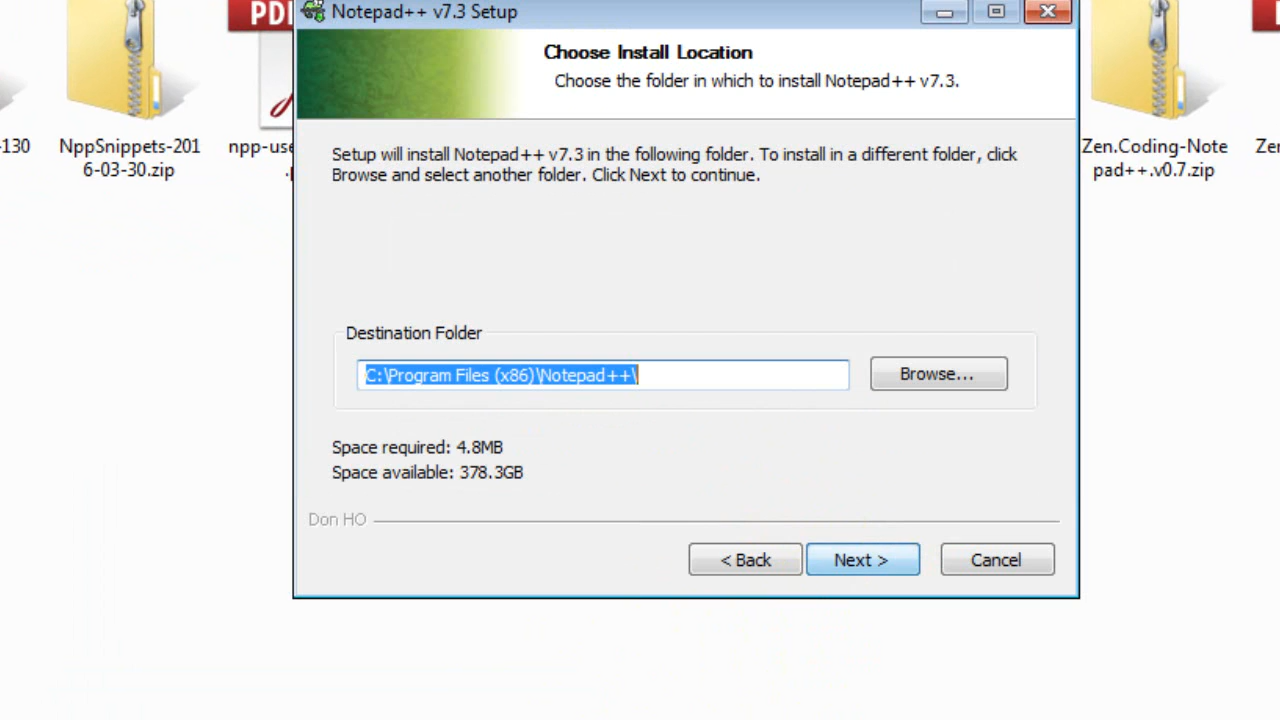 Notepad++ v7.3 Setup
PDF
Choose Install Location
Choose the folder in which to install Notepad++ v7.3.
-130
NppSnippets-201
6-03-30.zip
npp-use
Zen.Coding-Note
pad++.v0.7.zip
Zen
Setup will install Notepad++ v7.3 in the following folder. To install in a different folder, click
Browse and select another folder. Click Next to continue.
Destination Folder
C:\Program Files (x86)\Notepad++\
Browse...
Space required: 4.8MB
Space available: 378.3GB
Don HO
< Back
Next >
Cancel